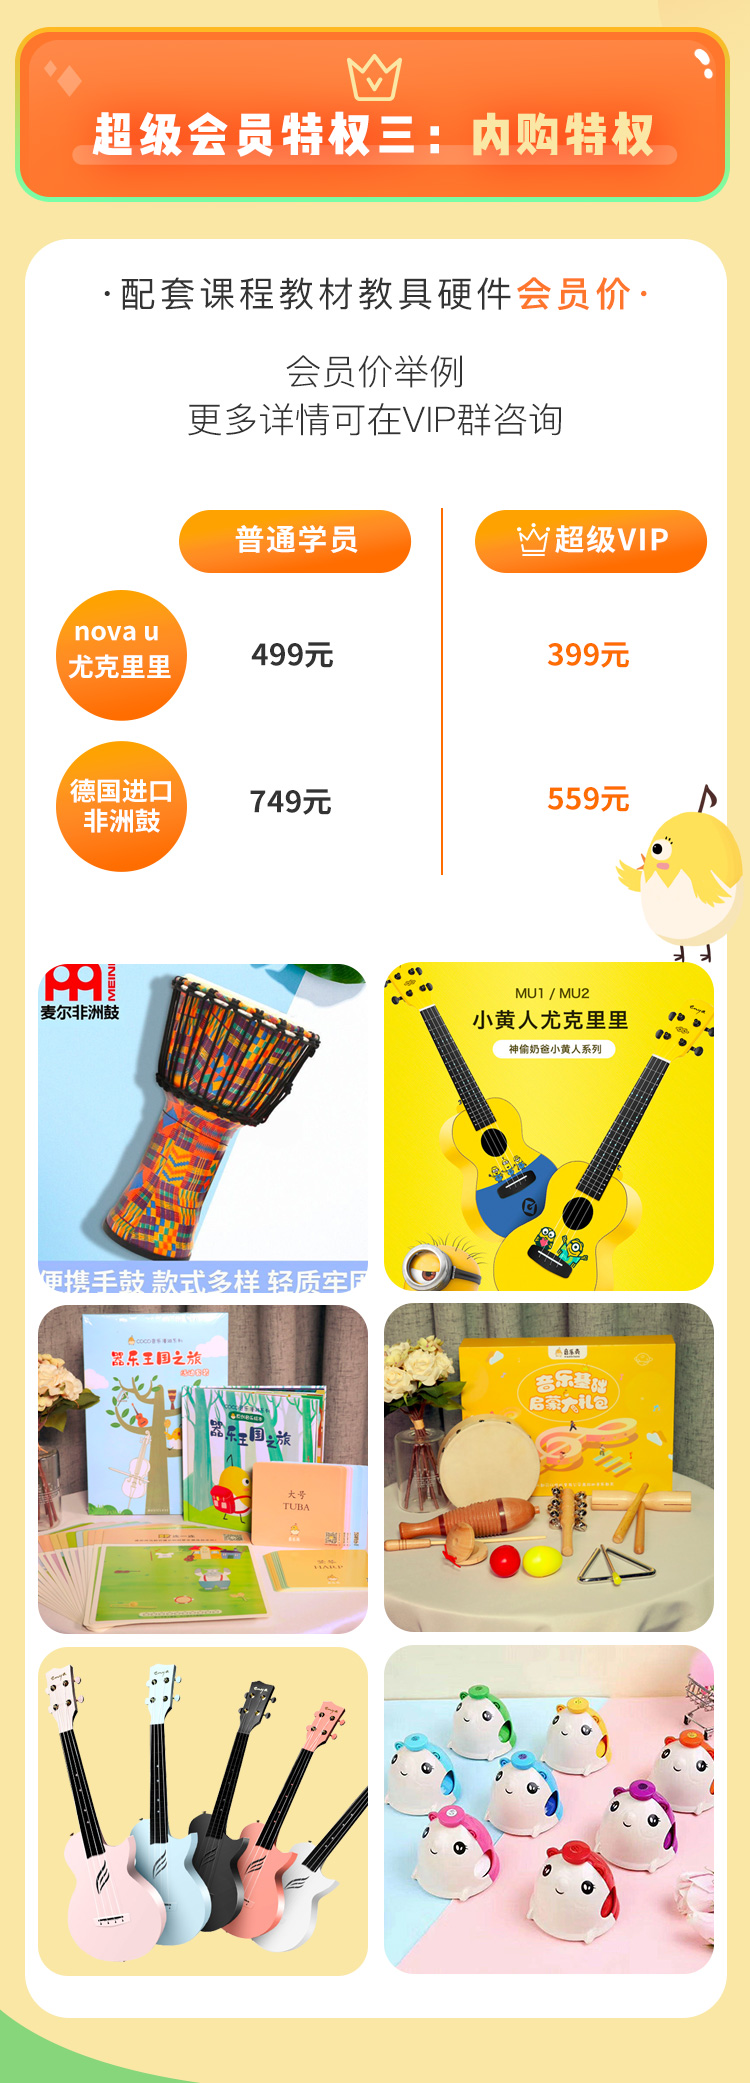 超级会员特权三：内购特权
·配套课程教材教具硬件会员价·
会员价举例
更多详情可在VIP群咨询
普通学员
超级VIP
nova u
尤克里里
499元
399元
德国进口
非洲鼓
749元
559元
MEINL
麦尔非洲鼓
便携手鼓 款式多样 轻质牢固
MU1 / MU2
小黄人尤克里里
神偷奶爸小黄人系列
器乐王国之旅
器乐王国之旅
大号
TUBA
竖琴
HARP
音乐基础
启蒙大礼包